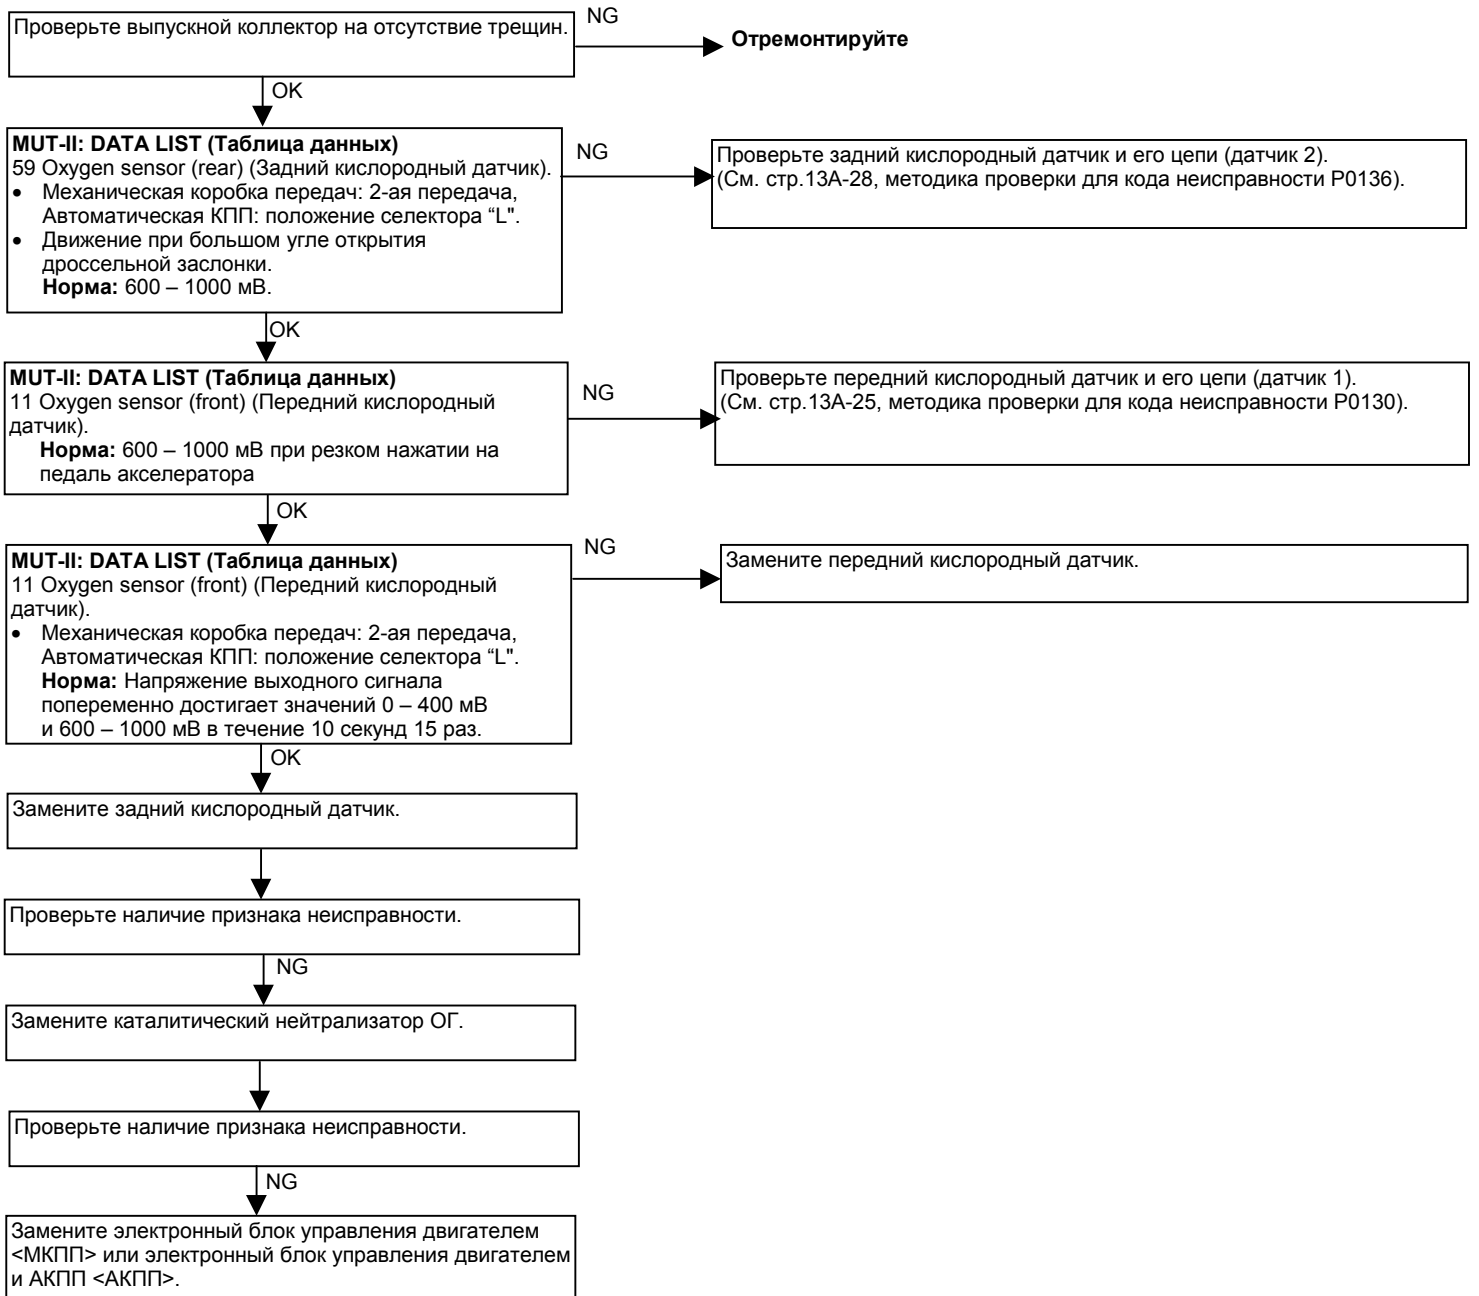 Проверьте выпускной коллектор на отсутствие трещин.
NG
Отремонтируйте
OK
MUT-II: DATA LIST (Таблица данных)
59 Oxygen sensor (rear) (Задний кислородный датчик).
• Механическая коробка передач: 2-ая передача,
Автоматическая КПП: положение селектора “L".
• Движение при большом угле открытия
дроссельной заслонки.
Норма: 600 – 1000 мВ.
NG
Проверьте задний кислородный датчик и его цепи (датчик 2).
(См. стр.13А-28, методика проверки для кода неисправности Р0136).
OK
MUT-II: DATA LIST (Таблица данных)
11 Oxygen sensor (front) (Передний кислородный
датчик).
Норма: 600 – 1000 мВ при резком нажатии на
педаль акселератора
NG
Проверьте передний кислородный датчик и его цепи (датчик 1).
(См. стр.13А-25, методика проверки для кода неисправности Р0130).
OK
MUT-II: DATA LIST (Таблица данных)
11 Oxygen sensor (front) (Передний кислородный
датчик).
• Механическая коробка передач: 2-ая передача,
Автоматическая КПП: положение селектора “L".
Норма: Напряжение выходного сигнала
попеременно достигает значений 0 – 400 мВ
и 600 – 1000 мВ в течение 10 секунд 15 раз.
NG
Замените передний кислородный датчик.
OK
Замените задний кислородный датчик.
Проверьте наличие признака неисправности.
NG
Замените каталитический нейтрализатор ОГ.
Проверьте наличие признака неисправности.
NG
Замените электронный блок управления двигателем
<МКПП> или электронный блок управления двигателем
и АКПП <АКПП>.